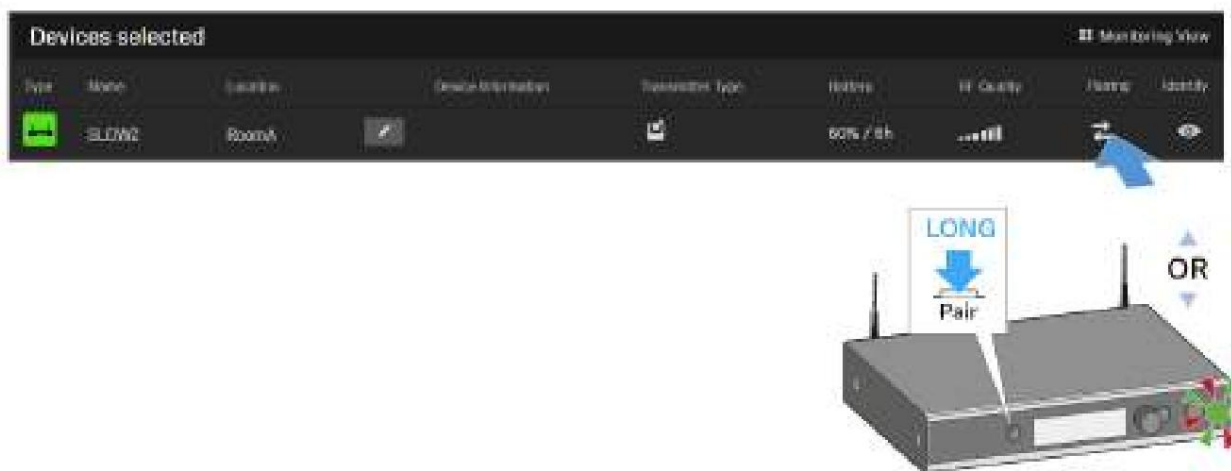 Devices selected
Monitoring View
Type Name Location Device Information Transmitter Type Battery RF Quality Pairing Identify
SLDW2 RoomA 60% / 6h
LONG
OR
Pair